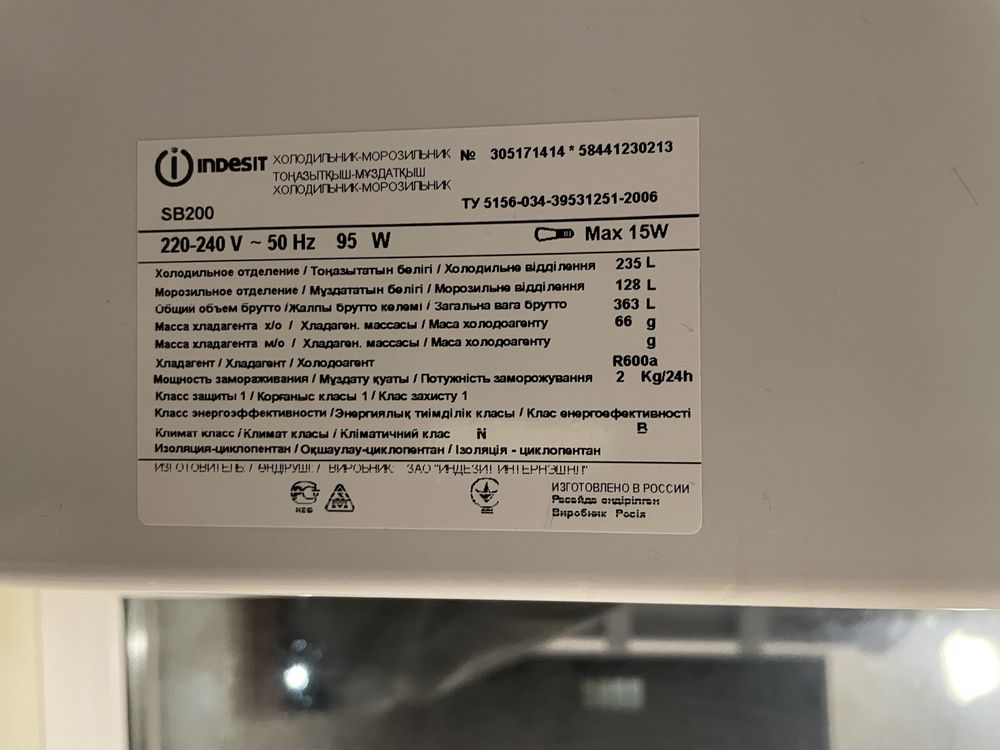 INDESIT ХОЛОДИЛЬНИК-МОРОЗИЛЬНИК № 305171414 * 58441230213
ТОҢАЗЫТҚЫШ-МҰЗДАТҚЫШ
ХОЛОДИЛЬНИК-МОРОЗИЛЬНИК
ТУ 5156-034-39531251-2006
SB200
220-240 V ~ 50 Hz 95 W Max 15W
Холодильное отделение / Тоңазытатын бөлігі / Холодильне відділення 235 L
Морозильное отделение / Мұздататын бөлігі / Морозильне відділення 128 L
Общий объем брутто /Жалпы брутто көлемі / Загальна вага брутто 363 L
Масса хладагента х/о / Хладаген. массасы / Маса холодоагенту 66 g
Масса хладагента м/о / Хладаген. массасы / Маса холодоагенту g
Хладагент / Хладагент / Холодоагент R600a
Мощность замораживания / Мұздату қуаты / Потужність заморожування 2 Kg/24h
Класс защиты 1 / Корғаныс класы 1 / Клас захисту 1
Класс энергоэффективности /Энергиялық тиімділік класы / Клас енергоефективності
B
Климат класс / Климат класы / Кліматичний клас N
Изоляция-циклопентан / Оқшаулау-циклопентан / Ізоляція - циклопентан
ИЗГОТОВИТЕЛЬ / ӨНДІРУШІ / ВИРОБНИК: ЗАО "ИНДЕЗИТ ИНТЕРНЭШНЛ"
ИЗГОТОВЛЕНО В РОССИИ
Ресейде өндірілген
Виробник Росія